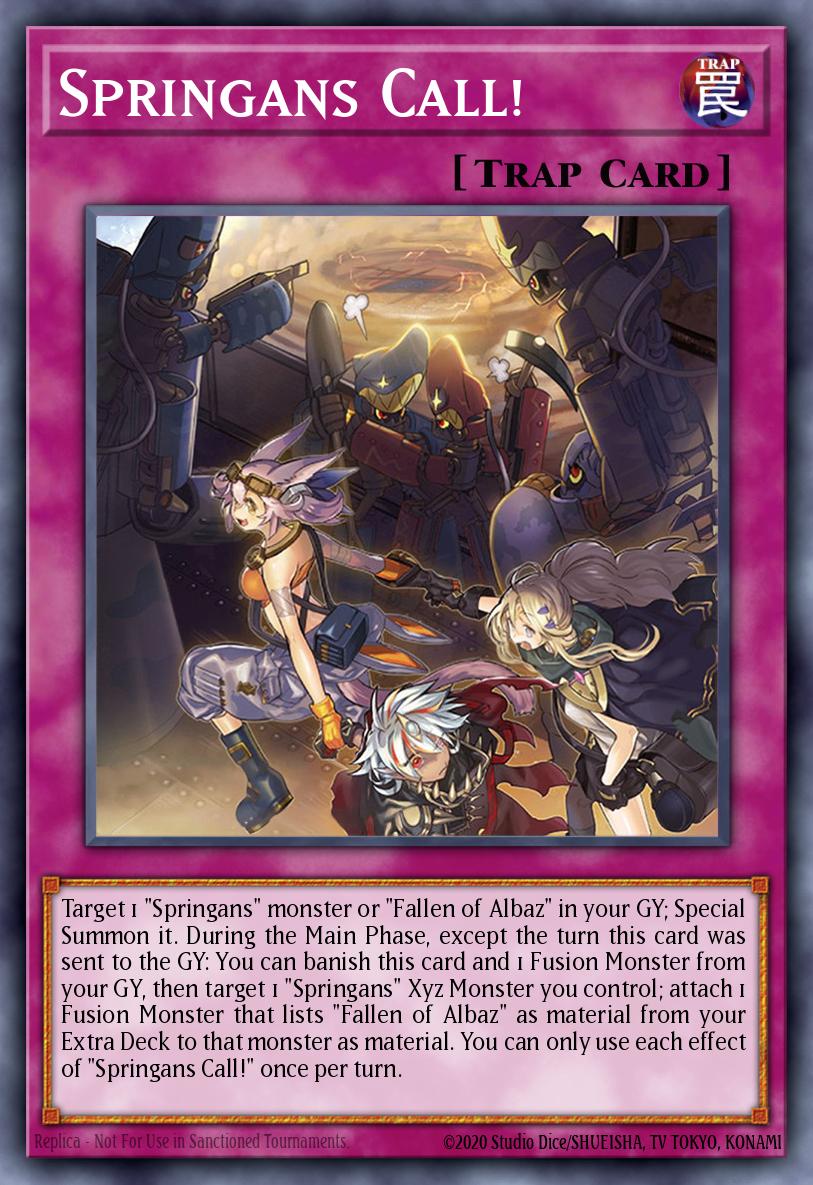 Springans Call!
TRAP
罠
[Trap Card]
Target 1 "Springans" monster or "Fallen of Albaz" in your GY; Special
Summon it. During the Main Phase, except the turn this card was
sent to the GY: You can banish this card and 1 Fusion Monster from
your GY, then target 1 "Springans" Xyz Monster you control; attach 1
Fusion Monster that lists "Fallen of Albaz" as material from your
Extra Deck to that monster as material. You can only use each effect
of "Springans Call!" once per turn.
Replica - Not For Use in Sanctioned Tournaments.
©2020 Studio Dice/SHUEISHA, TV TOKYO, KONAMI